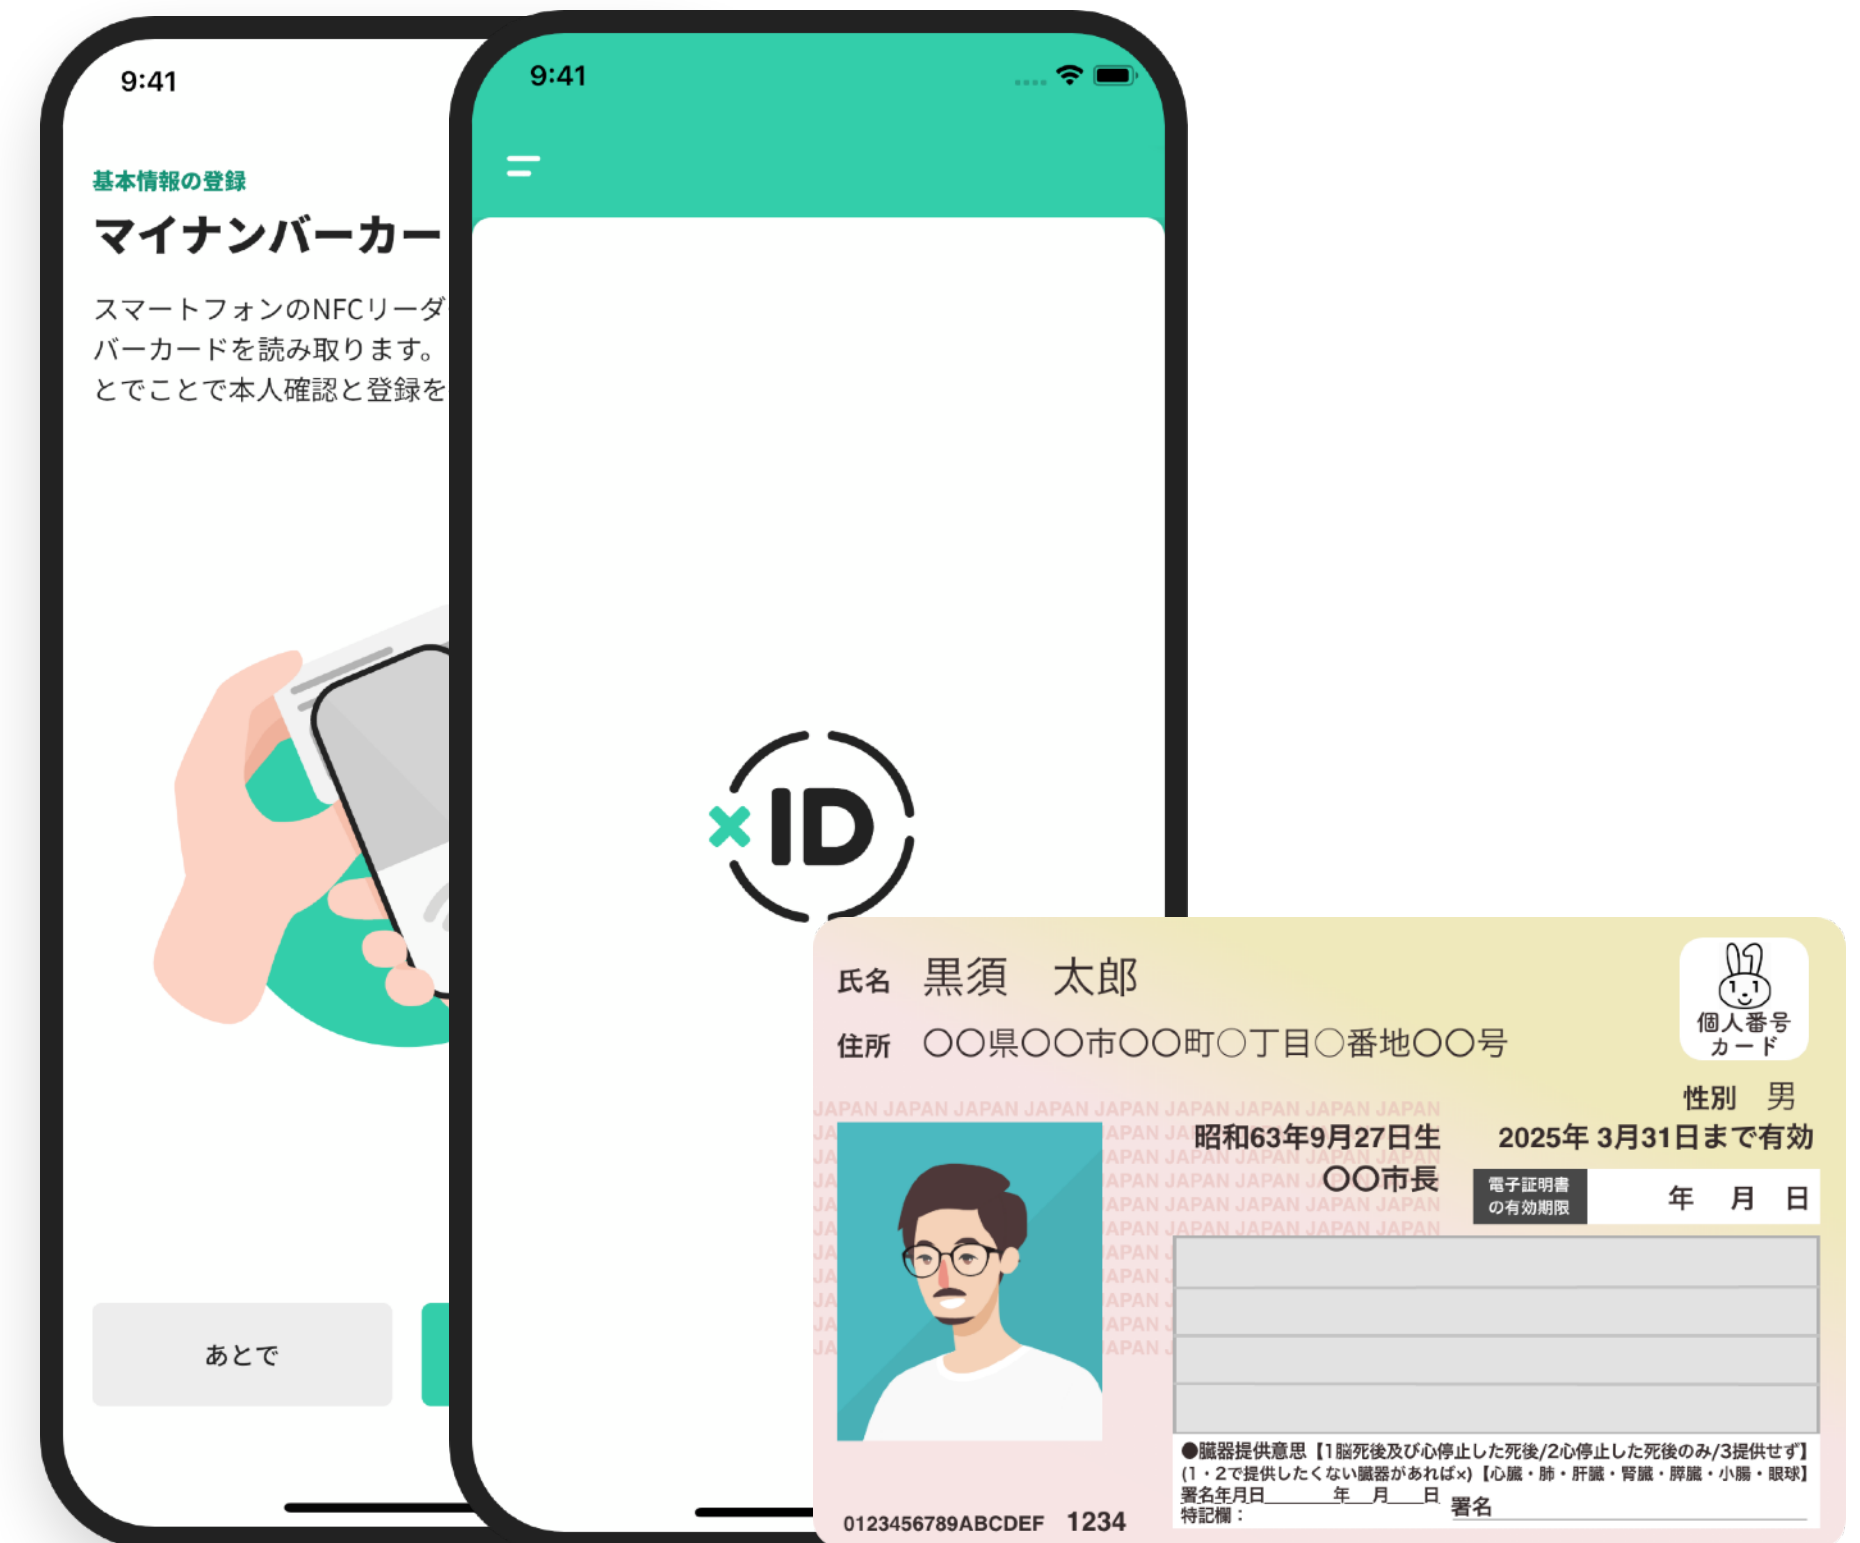 9:41
基本情報の登録
マイナンバーカー
スマートフォンのNFCリーダ
バーカードを読み取ります。
とでことで本人確認と登録を
あとで
9:41
×ID
氏名 黒須 太郎
住所 〇〇県〇〇市〇〇町〇丁目〇番地〇〇号
個人番号
カード
性別 男
JAPAN JAPAN JAPAN JAPAN JAPAN JAPAN JAPAN JAPAN JAPAN
昭和63年9月27日生
2025年 3月31日まで有効
〇〇市長
電子証明書
の有効期限
年 月 日
●臓器提供意思【1脳死後及び心停止した死後/2心停止した死後のみ/3提供せず】
(1・2で提供したくない臓器があれば×)【心臓・肺・肝臓・腎臓・膵臓・小腸・眼球】
署名年月日 年 月 日 署名
特記欄：
0123456789ABCDEF 1234